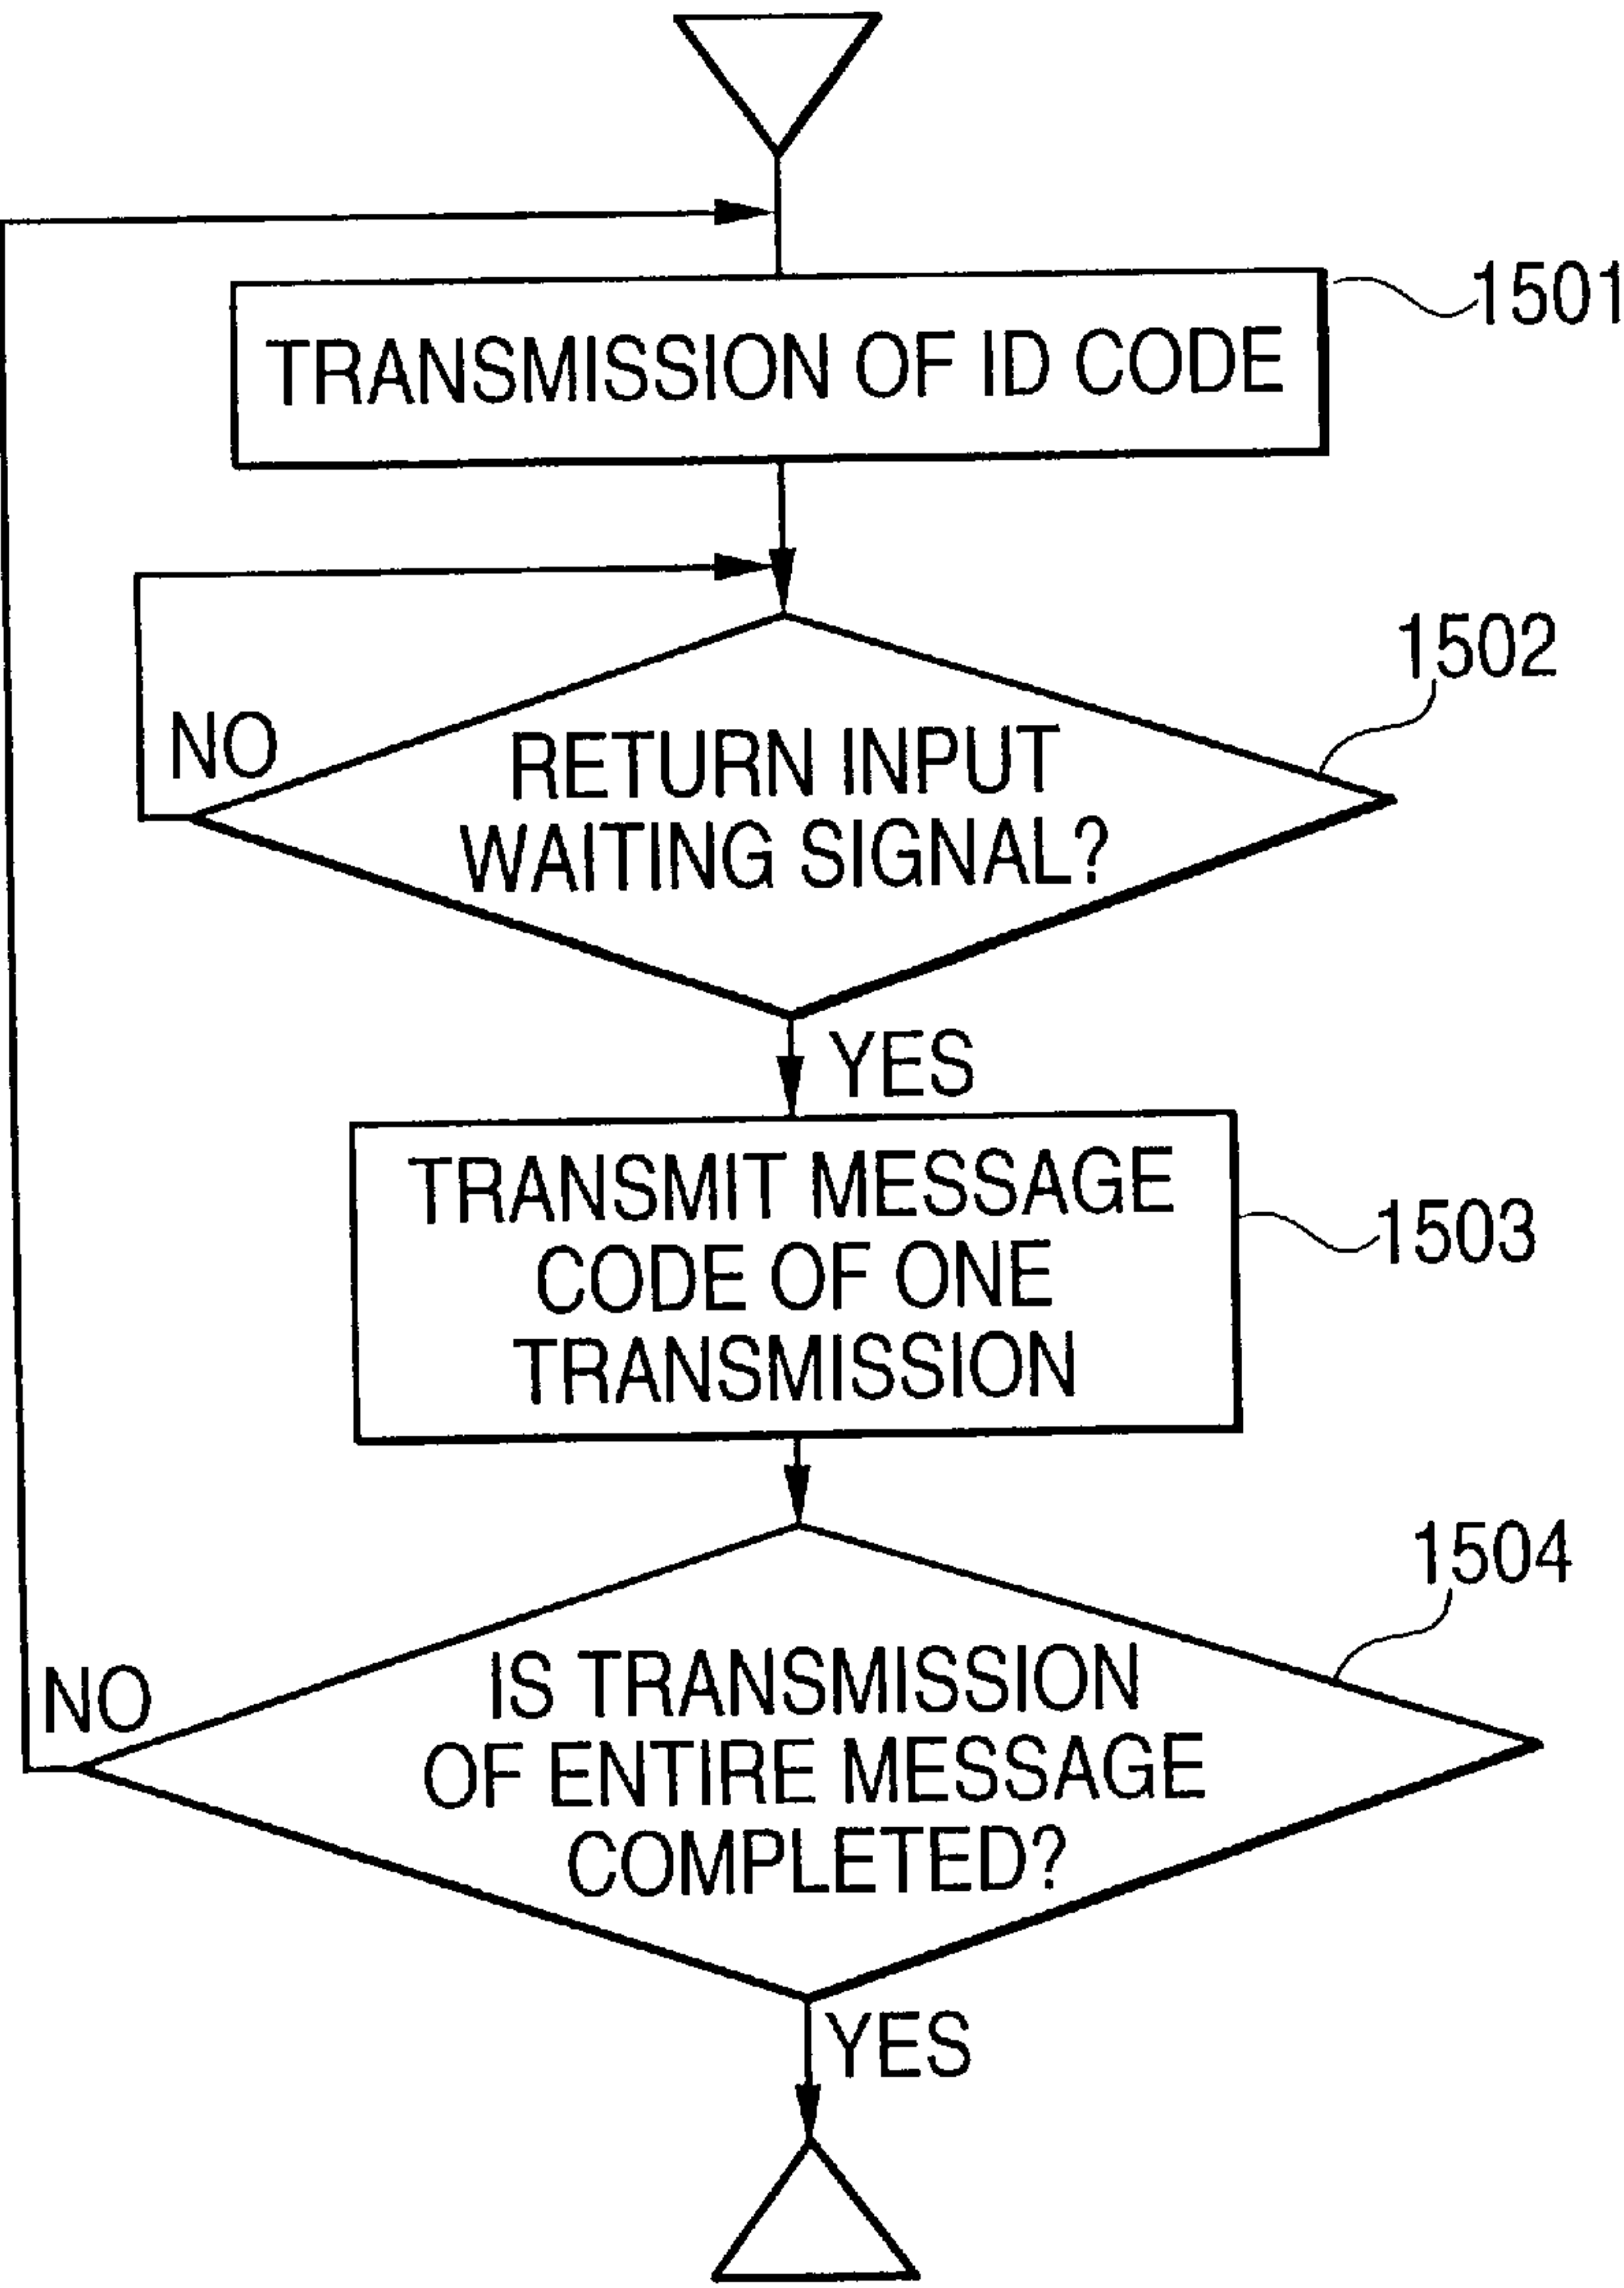 1501
TRANSMISSION OF ID CODE
1502
NO
RETURN INPUT
WAITING SIGNAL?
YES
TRANSMIT MESSAGE
CODE OF ONE
TRANSMISSION
1503
1504
NO
IS TRANSMISSION
OF ENTIRE MESSAGE
COMPLETED?
YES